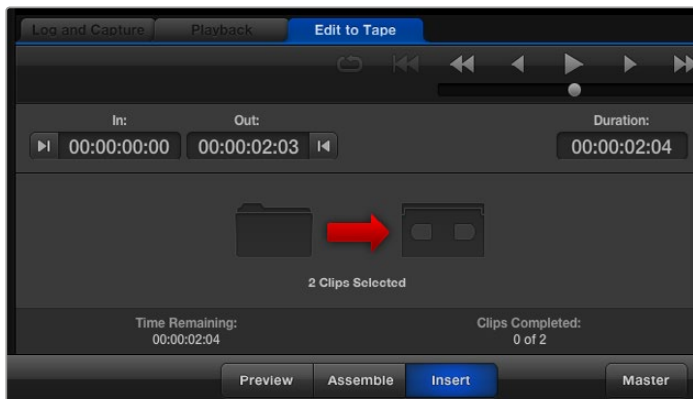 Log and Capture Playback Edit to Tape
In: Out: Duration:
00:00:00:00 00:00:02:03 00:00:02:04
2 Clips Selected
Time Remaining: Clips Completed:
00:00:02:04 0 of 2
Preview Assemble Insert Master